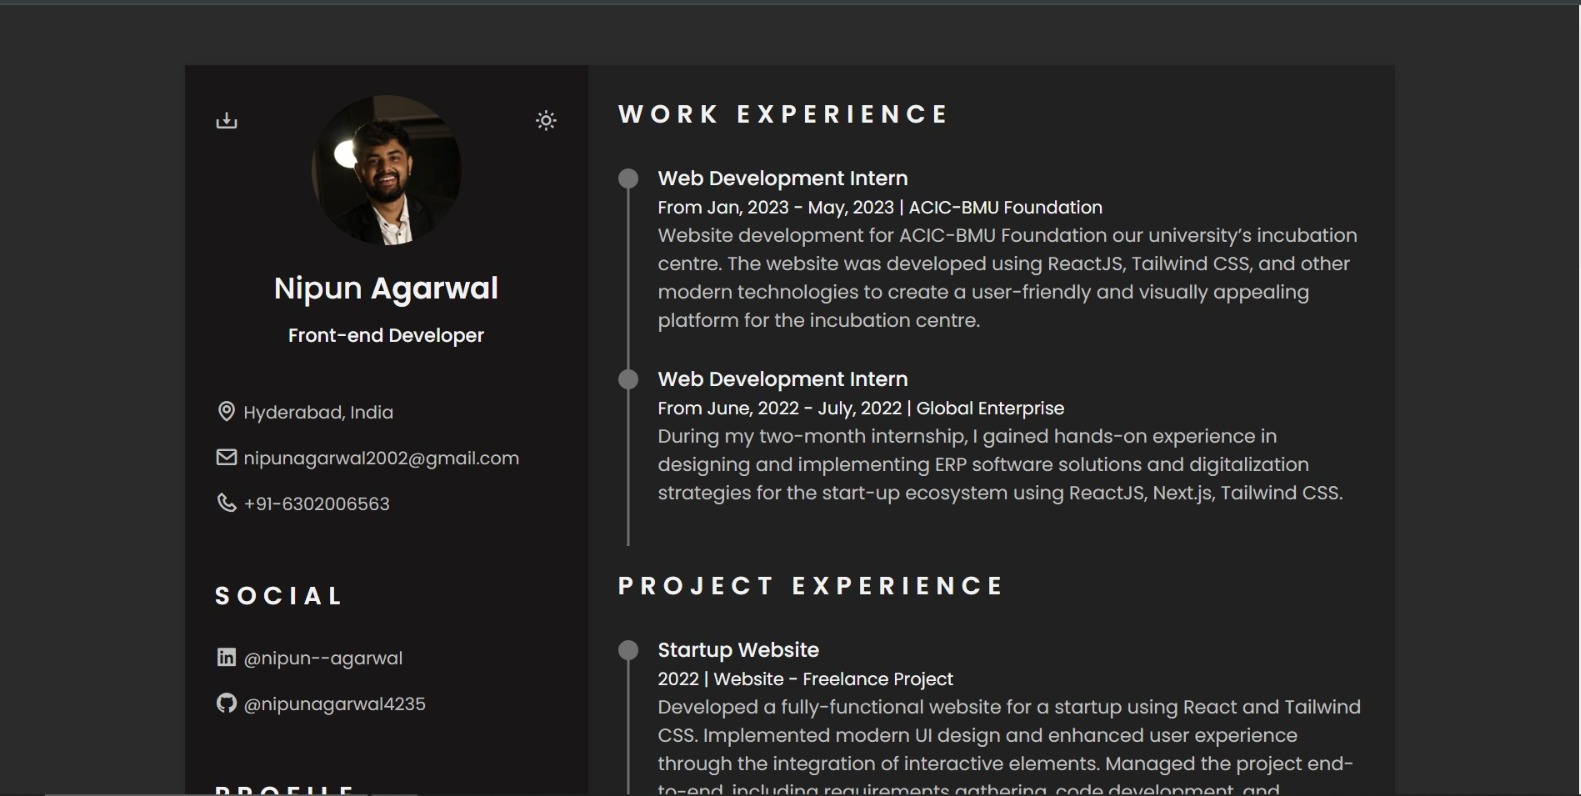 Nipun Agarwal
Front-end Developer
Hyderabad, India
nipunagarwal2002@gmail.com
+91-6302006563
SOCIAL
@nipun--agarwal
@nipunagarwal4235
PROFILE
WORK EXPERIENCE
Web Development Intern
From Jan, 2023 - May, 2023 | ACIC-BMU Foundation
Website development for ACIC-BMU Foundation our university’s incubation
centre. The website was developed using ReactJS, Tailwind CSS, and other
modern technologies to create a user-friendly and visually appealing
platform for the incubation centre.
Web Development Intern
From June, 2022 - July, 2022 | Global Enterprise
During my two-month internship, I gained hands-on experience in
designing and implementing ERP software solutions and digitalization
strategies for the start-up ecosystem using ReactJS, Next.js, Tailwind CSS.
PROJECT EXPERIENCE
Startup Website
2022 | Website - Freelance Project
Developed a fully-functional website for a startup using React and Tailwind
CSS. Implemented modern UI design and enhanced user experience
through the integration of interactive elements. Managed the project end-
to-end, including requirements gathering, code development, and